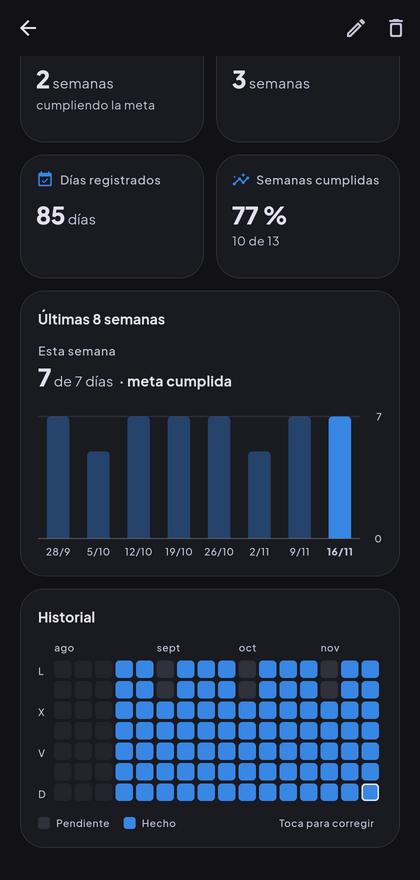 2 semanas
cumpliendo la meta
3 semanas
Días registrados
85 días
Semanas cumplidas
77 %
10 de 13
Últimas 8 semanas
Esta semana
7 de 7 días · meta cumplida
7
0
28/9 5/10 12/10 19/10 26/10 2/11 9/11 16/11
Historial
ago sept oct nov
L
X
V
D
Pendiente Hecho Toca para corregir